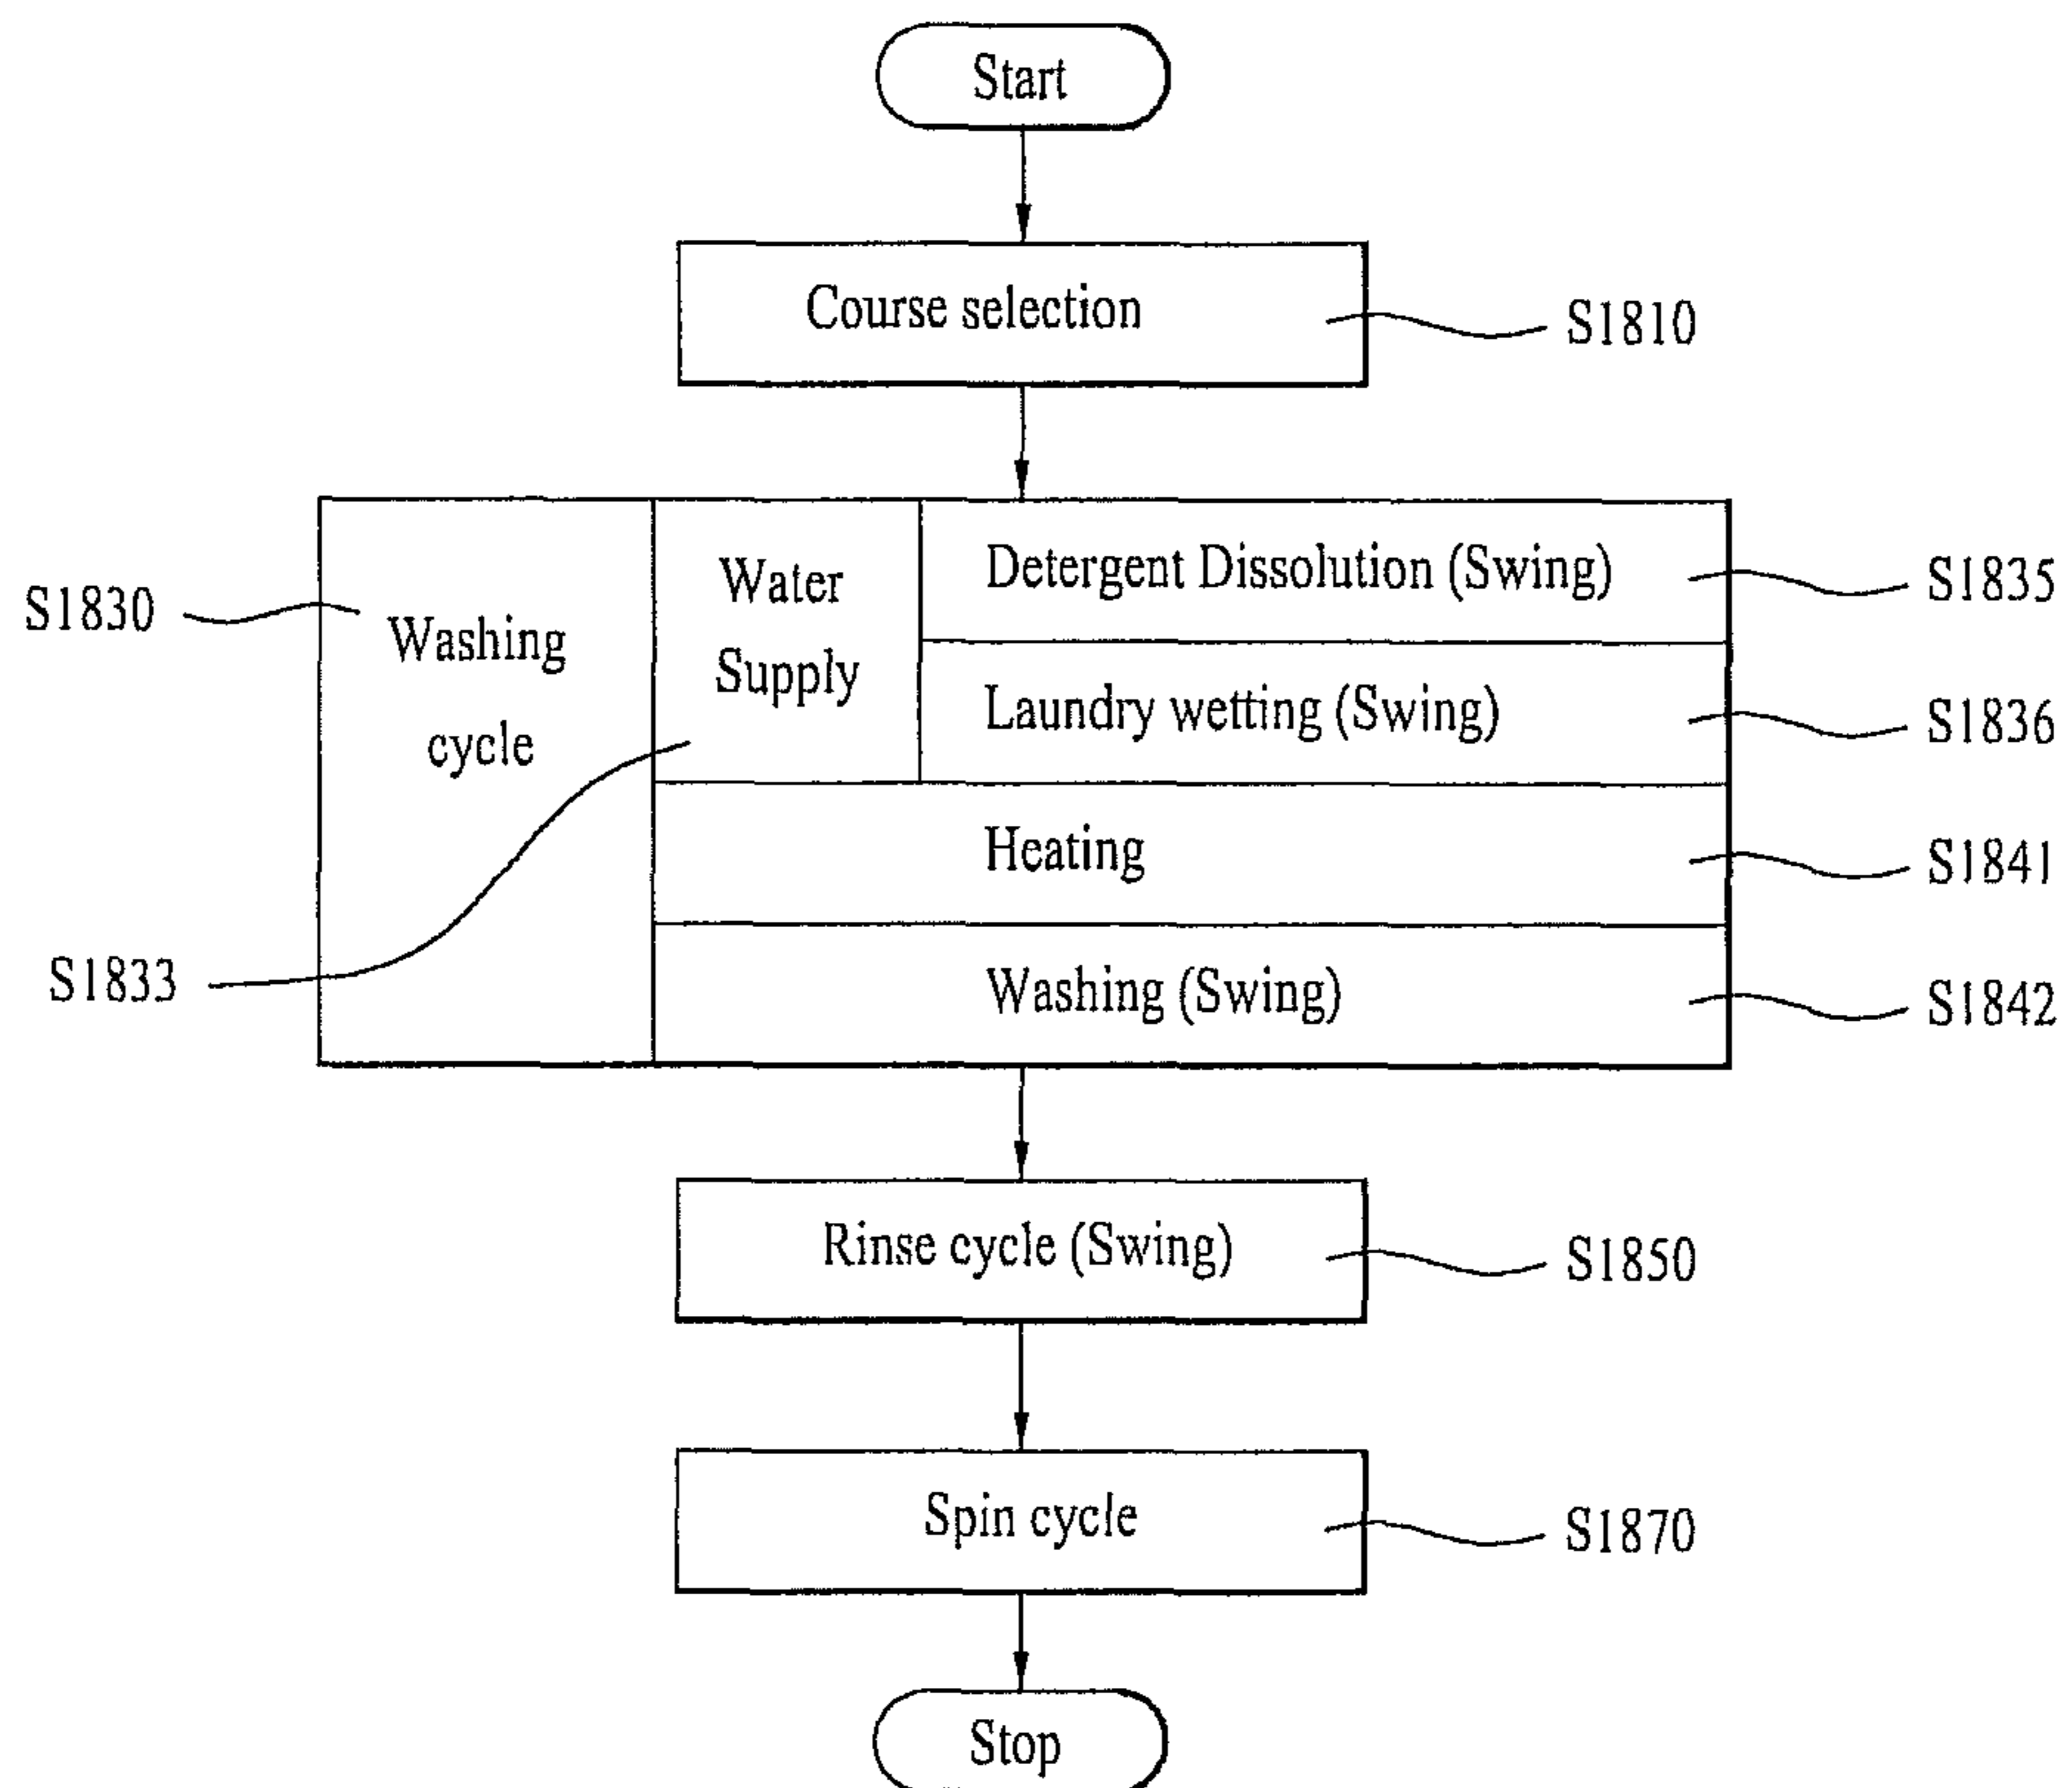 Start
Course selection
S1810
S1830
Washing
cycle
Water
Supply
S1833
Detergent Dissolution (Swing)
S1835
Laundry wetting (Swing)
S1836
Heating
S1841
Washing (Swing)
S1842
Rinse cycle (Swing)
S1850
Spin cycle
S1870
Stop